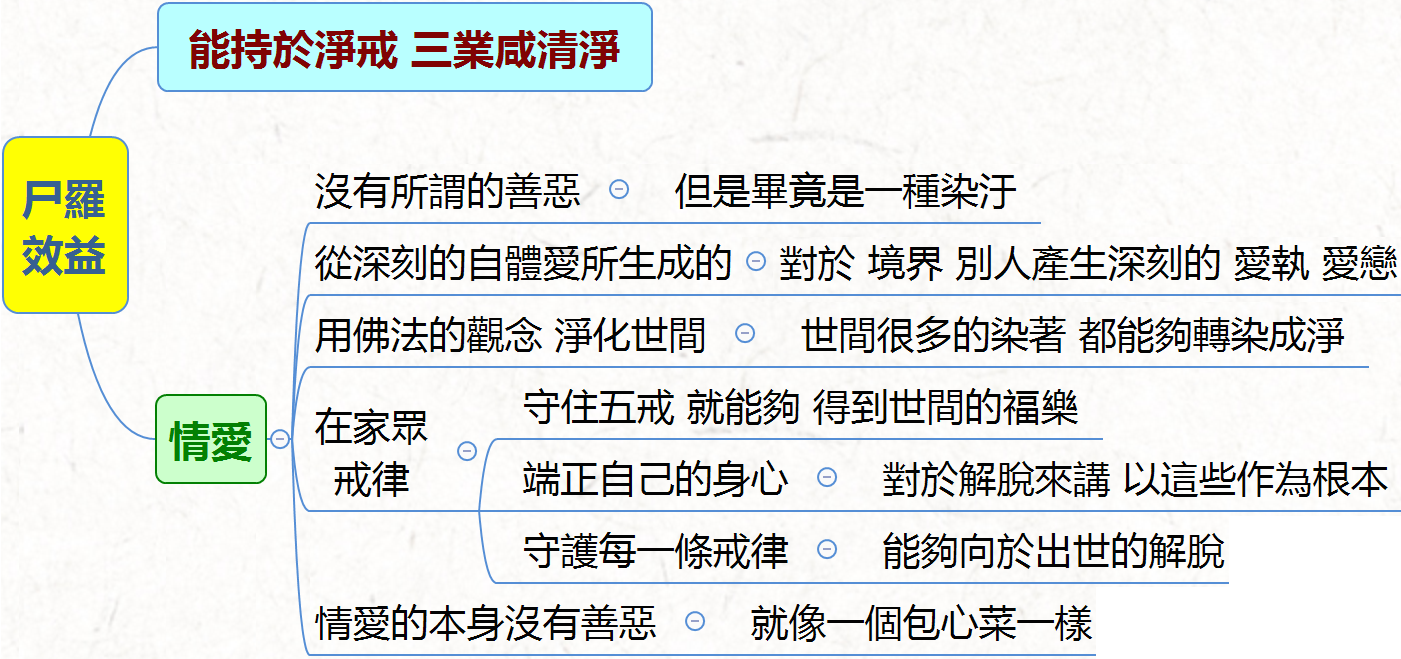 能持於淨戒 三業咸清淨
尸羅
效益
沒有所謂的善惡 但是畢竟是一種染汙
從深刻的自體愛所生成的 對於 境界 別人產生深刻的 愛執 愛戀
用佛法的觀念 淨化世間 世間很多的染著 都能夠轉染成淨
情愛
在家眾
戒律
守住五戒 就能夠 得到世間的福樂
端正自己的身心 對於解脫來講 以這些作為根本
守護每一條戒律 能夠向於出世的解脫
情愛的本身沒有善惡 就像一個包心菜一樣